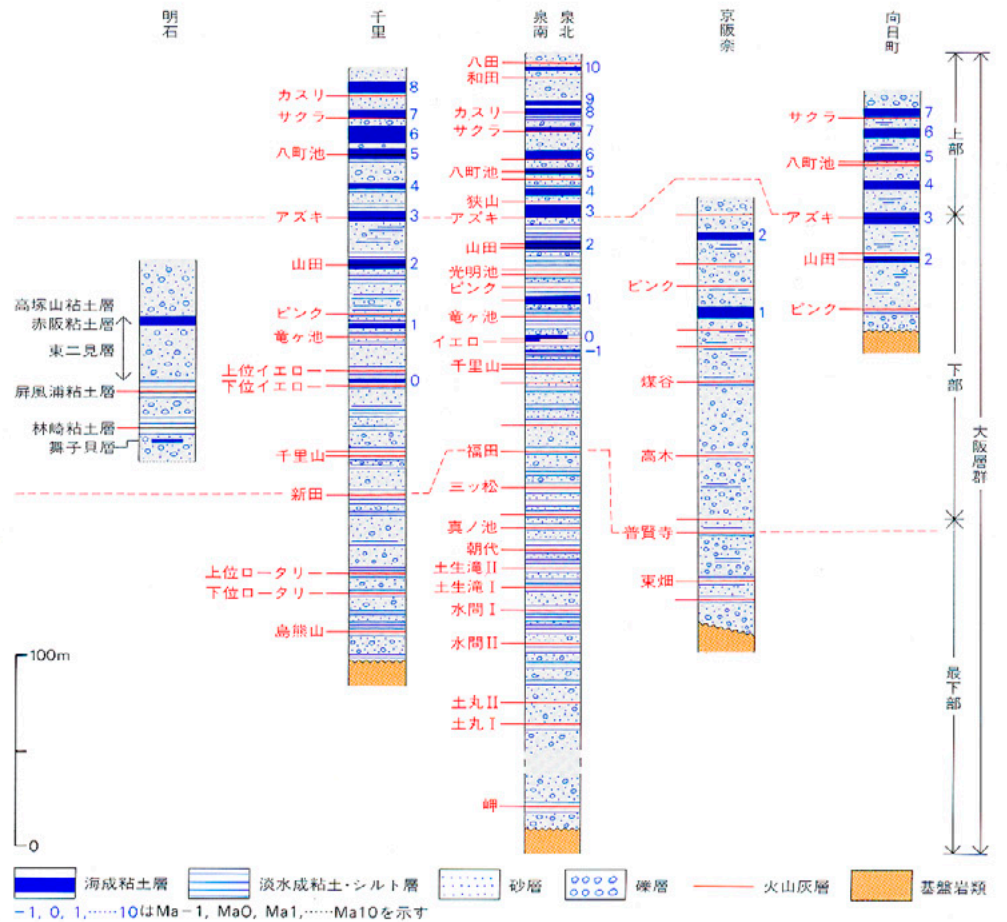 明石
千里
泉南
泉北
京阪奈
向日町
高塚山粘土層
赤阪粘土層
東二見層
屏風浦粘土層
林崎粘土層
舞子貝層
カスリ
サクラ
八町池
アズキ
山田
ピンク
竜ヶ池
上位イエロー
下位イエロー
千里山
新田
上位ロータリー
下位ロータリー
島熊山
8
7
6
5
4
3
2
1
0
八田
和田
カスリ
サクラ
八町池
狭山
アズキ
山田
光明池
ピンク
竜ヶ池
イエロー
千里山
福田
三ッ松
真ノ池
朝代
土生滝II
土生滝I
水間I
水間II
土丸II
土丸I
岬
10
9
8
7
6
5
4
3
2
1
0
-1
ピンク
煤谷
高木
普賢寺
東畑
2
1
サクラ
八町池
アズキ
山田
ピンク
7
6
5
4
3
2
上部
下部
最下部
大阪層群
100m
0
海成粘土層
淡水成粘土・シルト層
砂層
礫層
火山灰層
基盤岩類
-1, 0, 1,……10はMa-1, Ma0, Ma1,……Ma10を示す